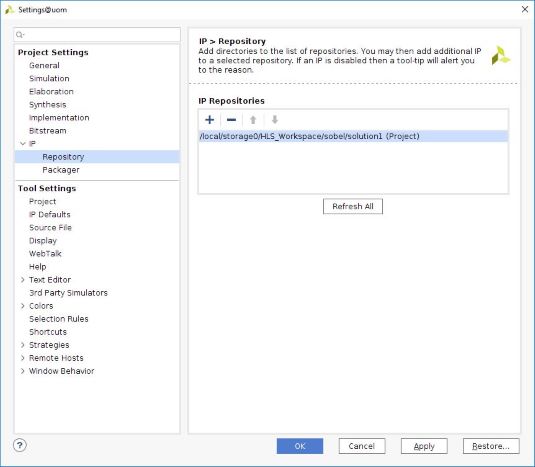 Settings@uom
Q-
Project Settings
General
Simulation
Elaboration
Synthesis
Implementation
Bitstream
IP
Repository
Packager
Tool Settings
Project
IP Defaults
Source File
Display
WebTalk
Help
Text Editor
3rd Party Simulators
Colors
Selection Rules
Shortcuts
Strategies
Remote Hosts
Window Behavior
IP > Repository
Add directories to the list of repositories. You may then add additional IP
to a selected repository. If an IP is disabled then a tool-tip will alert you
to the reason.
IP Repositories
/local/storage0/HLS_Workspace/sobel/solution1 (Project)
Refresh All
?
OK
Cancel
Apply
Restore...